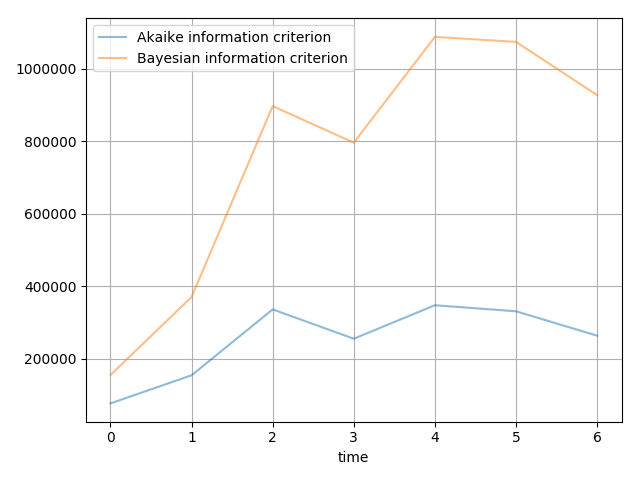 Akaike information criterion
Bayesian information criterion
1000000
800000
600000
400000
200000
0 1 2 3 4 5 6
time